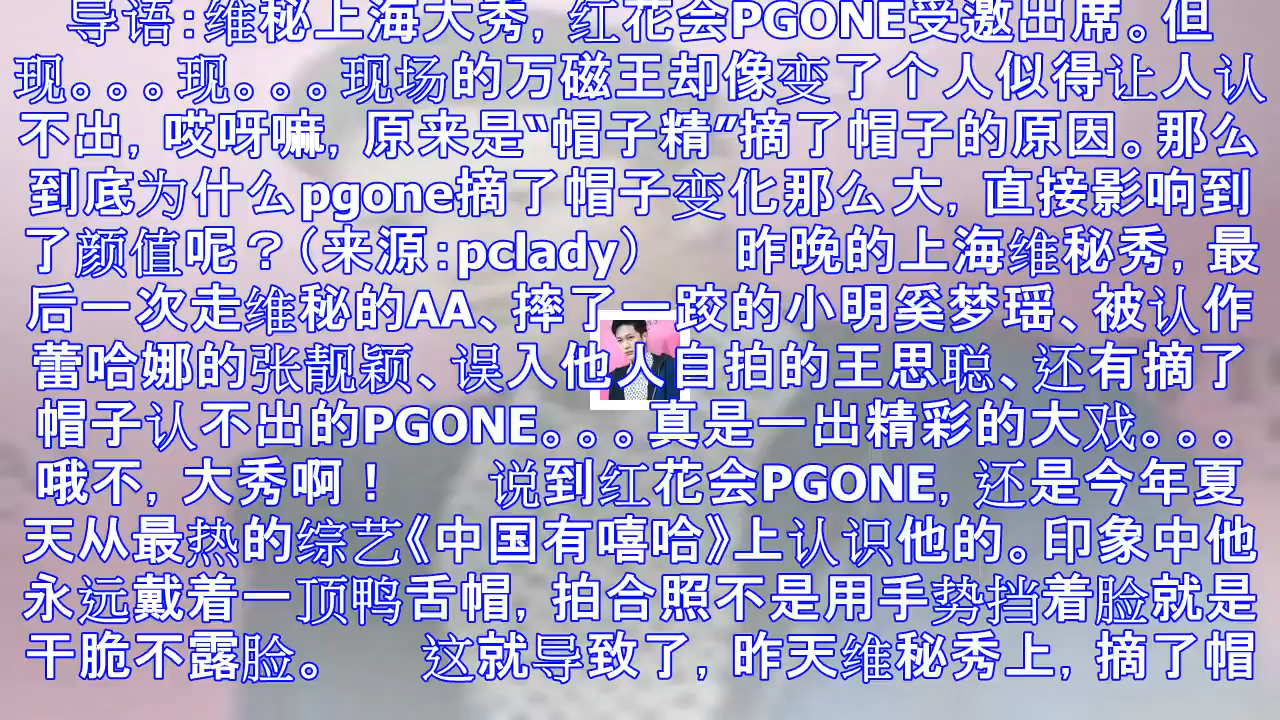 导语:维秘上海大秀，红花会PGONE受邀出席。但
现。。。现。。。现场的万磁王却像变了个人似得让人认
不出，哎呀嘛，原来是“帽子精”摘了帽子的原因。那么
到底为什么pgone摘了帽子变化那么大，直接影响到
了颜值呢？(来源:pclady)　　昨晚的上海维秘秀，最
后一次走维秘的AA、摔了一跤的小明奚梦瑶、被认作
蕾哈娜的张靓颖、误入他人自拍的王思聪、还有摘了
帽子认不出的PGONE。。。真是一出精彩的大戏。。。
哦不，大秀啊！　　说到红花会PGONE，还是今年夏
天从最热的综艺《中国有嘻哈》上认识他的。印象中他
永远戴着一顶鸭舌帽，拍合照不是用手势挡着脸就是
干脆不露脸。　　这就导致了，昨天维秘秀上，摘了帽